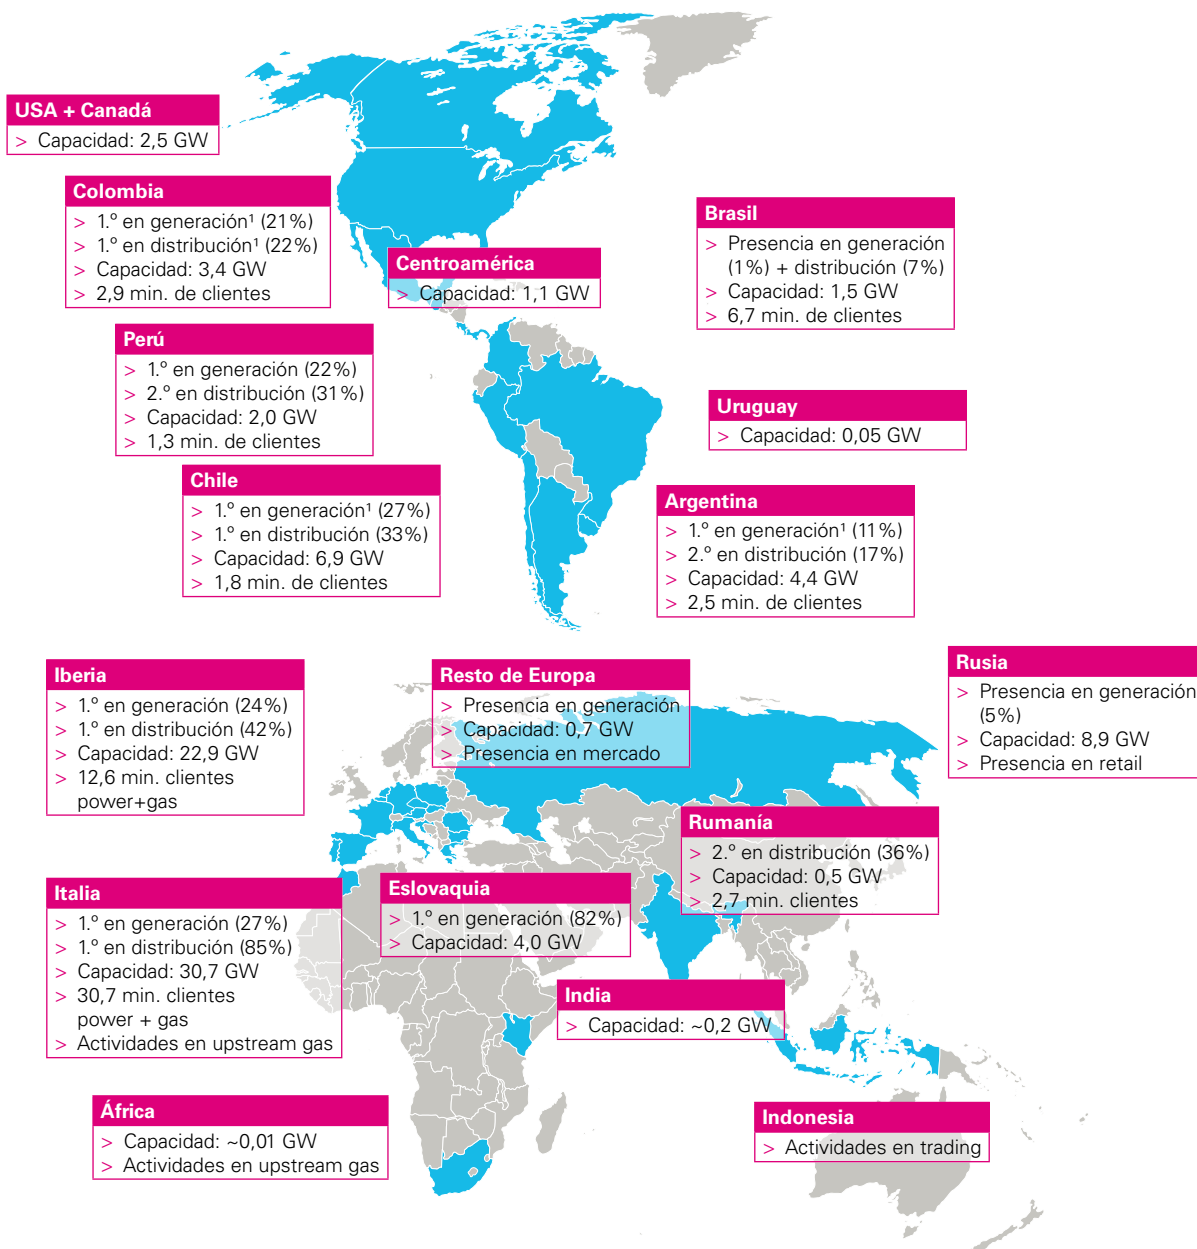 USA + Canadá
> Capacidad: 2,5 GW
Colombia
> 1.º en generación¹ (21%)
> 1.º en distribución¹ (22%)
> Capacidad: 3,4 GW
> 2,9 min. de clientes
Centroamérica
> Capacidad: 1,1 GW
Brasil
> Presencia en generación
(1%) + distribución (7%)
> Capacidad: 1,5 GW
> 6,7 min. de clientes
Perú
> 1.º en generación (22%)
> 2.º en distribución (31%)
> Capacidad: 2,0 GW
> 1,3 min. de clientes
Uruguay
> Capacidad: 0,05 GW
Chile
> 1.º en generación¹ (27%)
> 1.º en distribución (33%)
> Capacidad: 6,9 GW
> 1,8 min. de clientes
Argentina
> 1.º en generación¹ (11%)
> 2.º en distribución (17%)
> Capacidad: 4,4 GW
> 2,5 min. de clientes
Iberia
> 1.º en generación (24%)
> 1.º en distribución (42%)
> Capacidad: 22,9 GW
> 12,6 min. clientes
power+gas
Resto de Europa
> Presencia en generación
> Capacidad: 0,7 GW
> Presencia en mercado
Rusia
> Presencia en generación
(5%)
> Capacidad: 8,9 GW
> Presencia en retail
Rumanía
> 2.º en distribución (36%)
> Capacidad: 0,5 GW
> 2,7 min. clientes
Italia
> 1.º en generación (27%)
> 1.º en distribución (85%)
> Capacidad: 30,7 GW
> 30,7 min. clientes
power + gas
> Actividades en upstream gas
Eslovaquia
> 1.º en generación (82%)
> Capacidad: 4,0 GW
India
> Capacidad: ~0,2 GW
África
> Capacidad: ~0,01 GW
> Actividades en upstream gas
Indonesia
> Actividades en trading